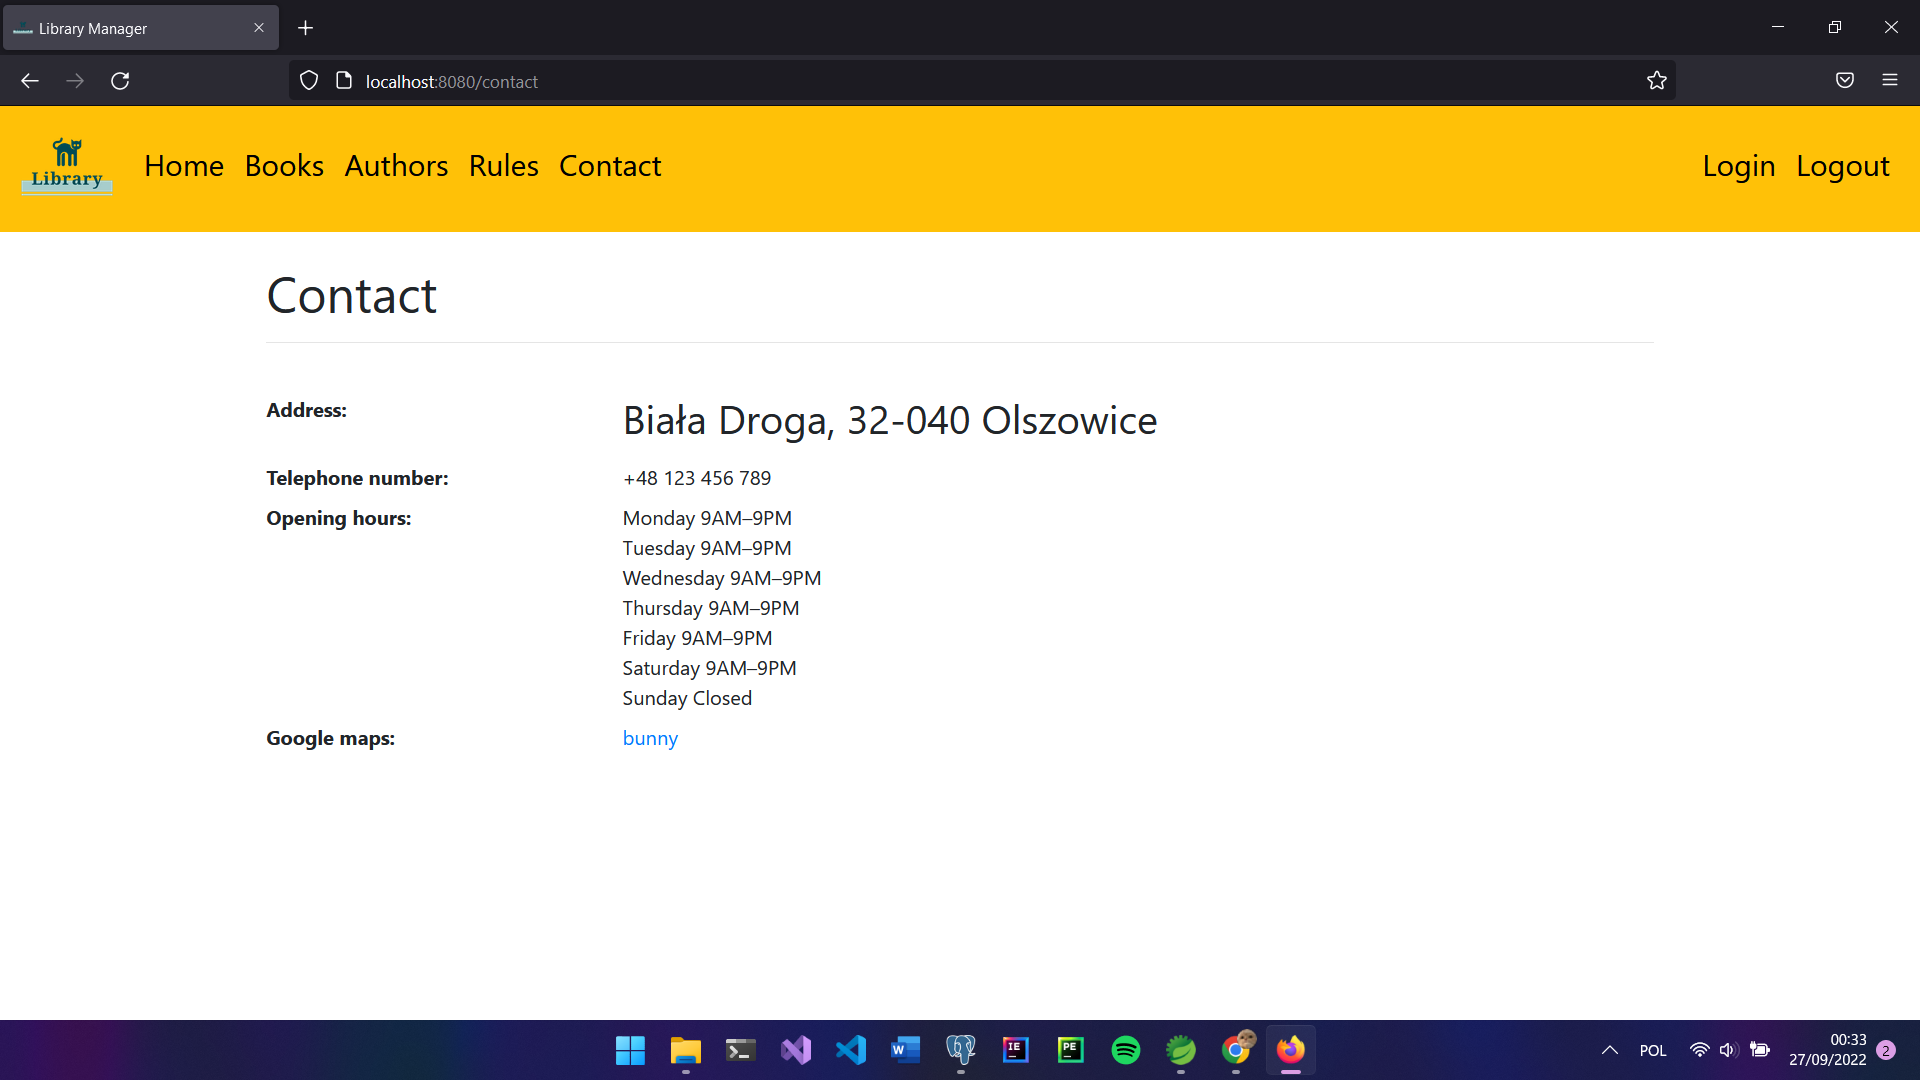 Library Manager
localhost:8080/contact
Library
Home Books Authors Rules Contact Login Logout
Contact
Address: Biała Droga, 32-040 Olszowice
Telephone number: +48 123 456 789
Opening hours: Monday 9AM–9PM
Tuesday 9AM–9PM
Wednesday 9AM–9PM
Thursday 9AM–9PM
Friday 9AM–9PM
Saturday 9AM–9PM
Sunday Closed
Google maps: bunny
W IE PE POL 00:33
27/09/2022 2